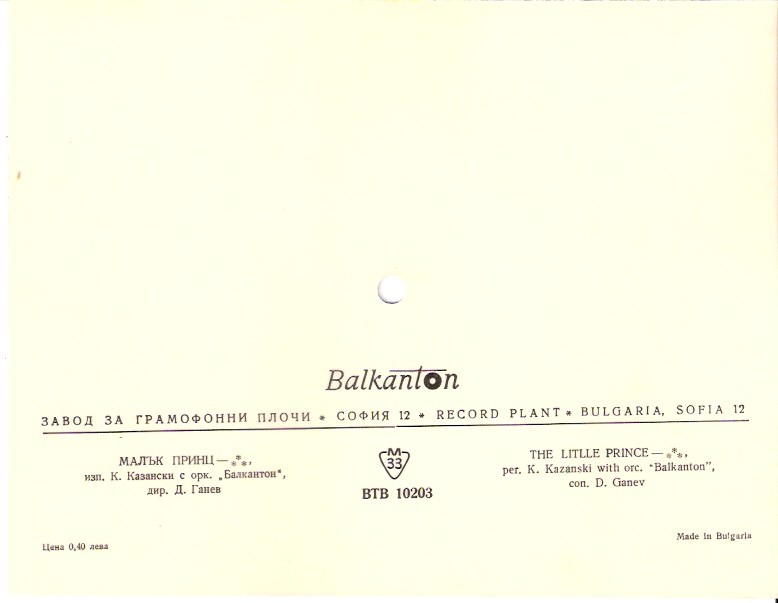 Balkanton
ЗАВОД ЗА ГРАМОФОННИ ПЛОЧИ * СОФИЯ 12 * RECORD PLANT * BULGARIA, SOFIA 12
МАЛЪК ПРИНЦ — ***,
изп. К. Казански с орк. „Балкантон“,
дир. Д. Ганев
М
33
ВТВ 10203
THE LITLLE PRINCE — ***,
per. K. Kazanski with orc. “Balkanton”,
con. D. Ganev
Цена 0,40 лева
Made in Bulgaria